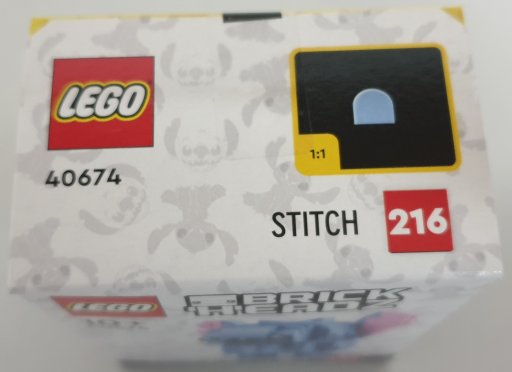 LEGO
40674
1:1
STITCH
216
LEGO
BRICK
HEADZ